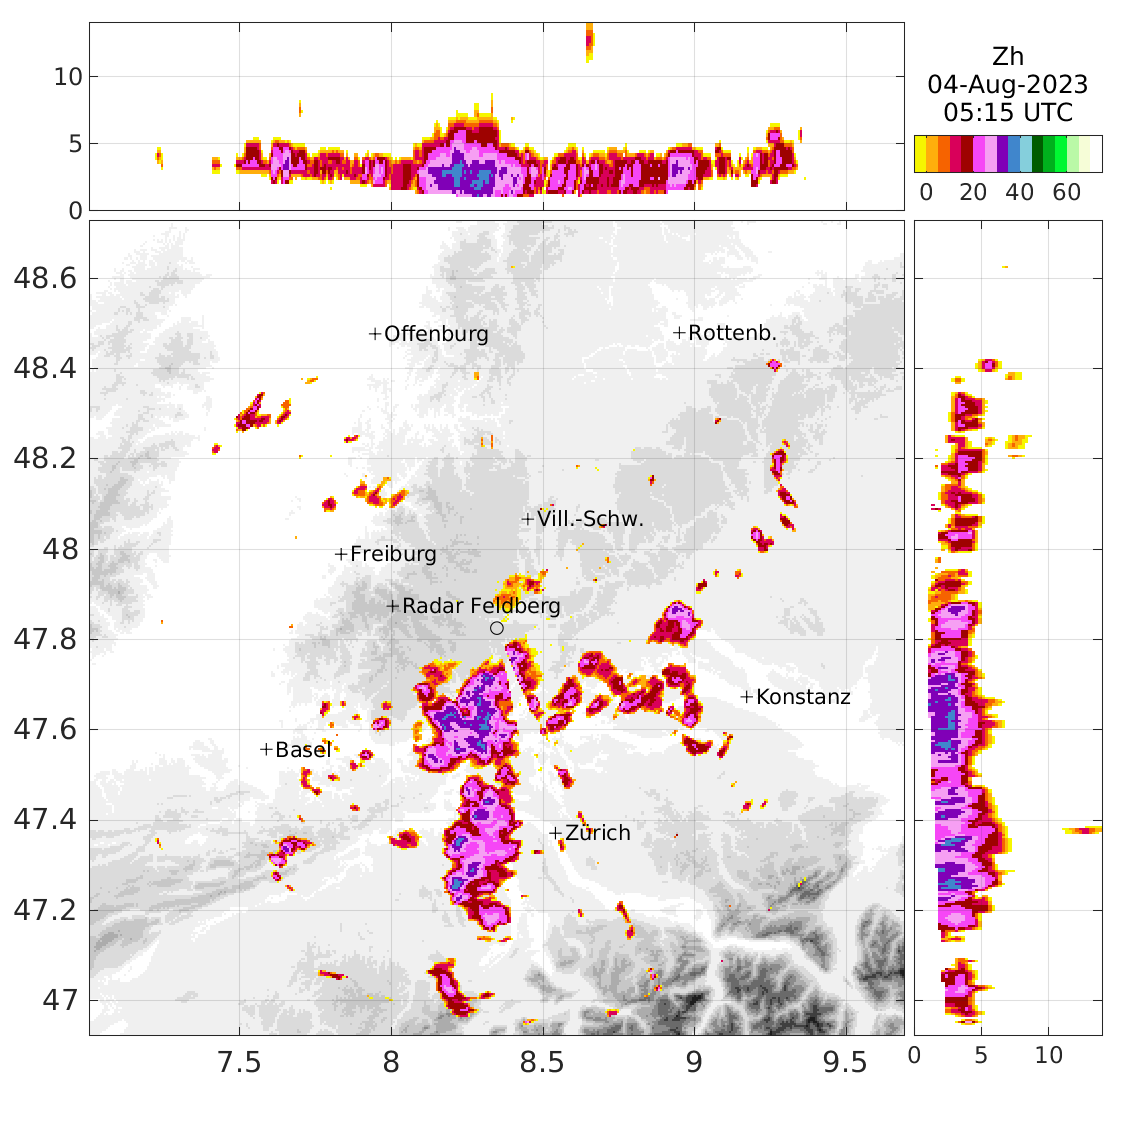 Zh
04-Aug-2023
05:15 UTC
0 20 40 60
10
5
0
48.6
48.4
48.2
48
47.8
47.6
47.4
47.2
47
+Offenburg
+Rottenb.
+Vill.-Schw.
+Freiburg
+Radar Feldberg
+Konstanz
+Basel
+Zürich
7.5 8 8.5 9 9.5
0 5 10